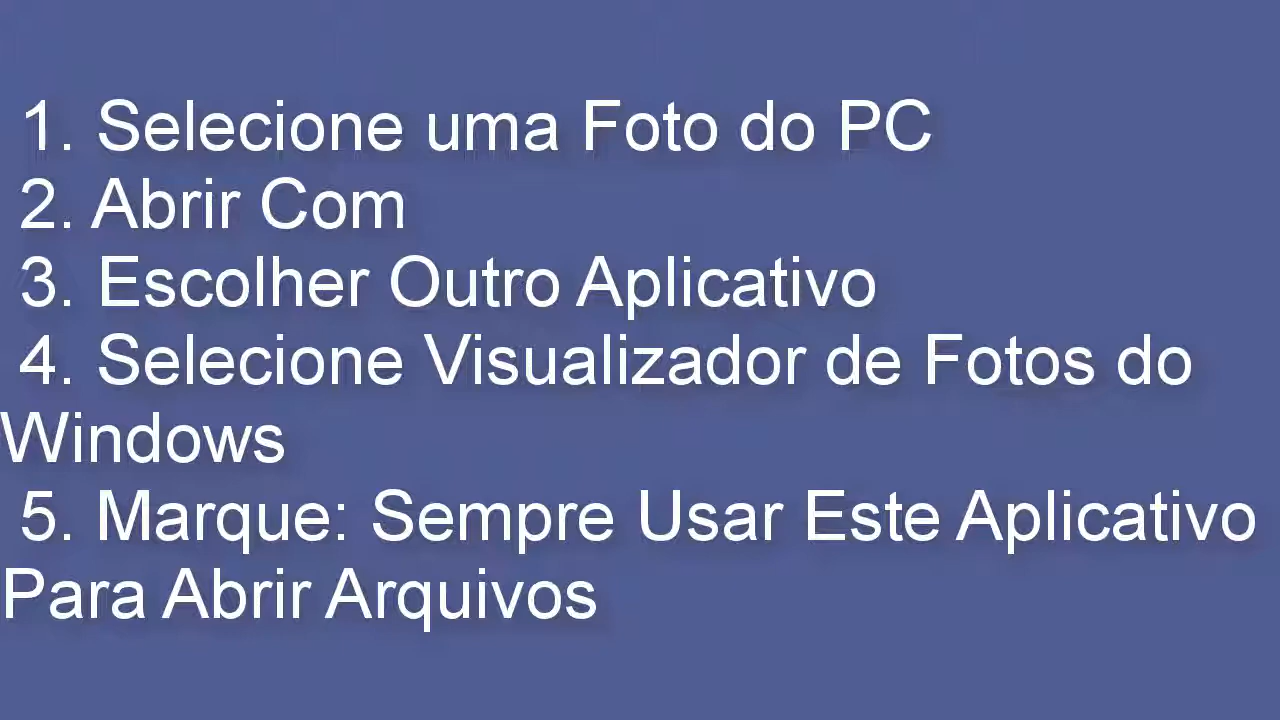 1. Selecione uma Foto do PC
2. Abrir Com
3. Escolher Outro Aplicativo
4. Selecione Visualizador de Fotos do
Windows
5. Marque: Sempre Usar Este Aplicativo
Para Abrir Arquivos